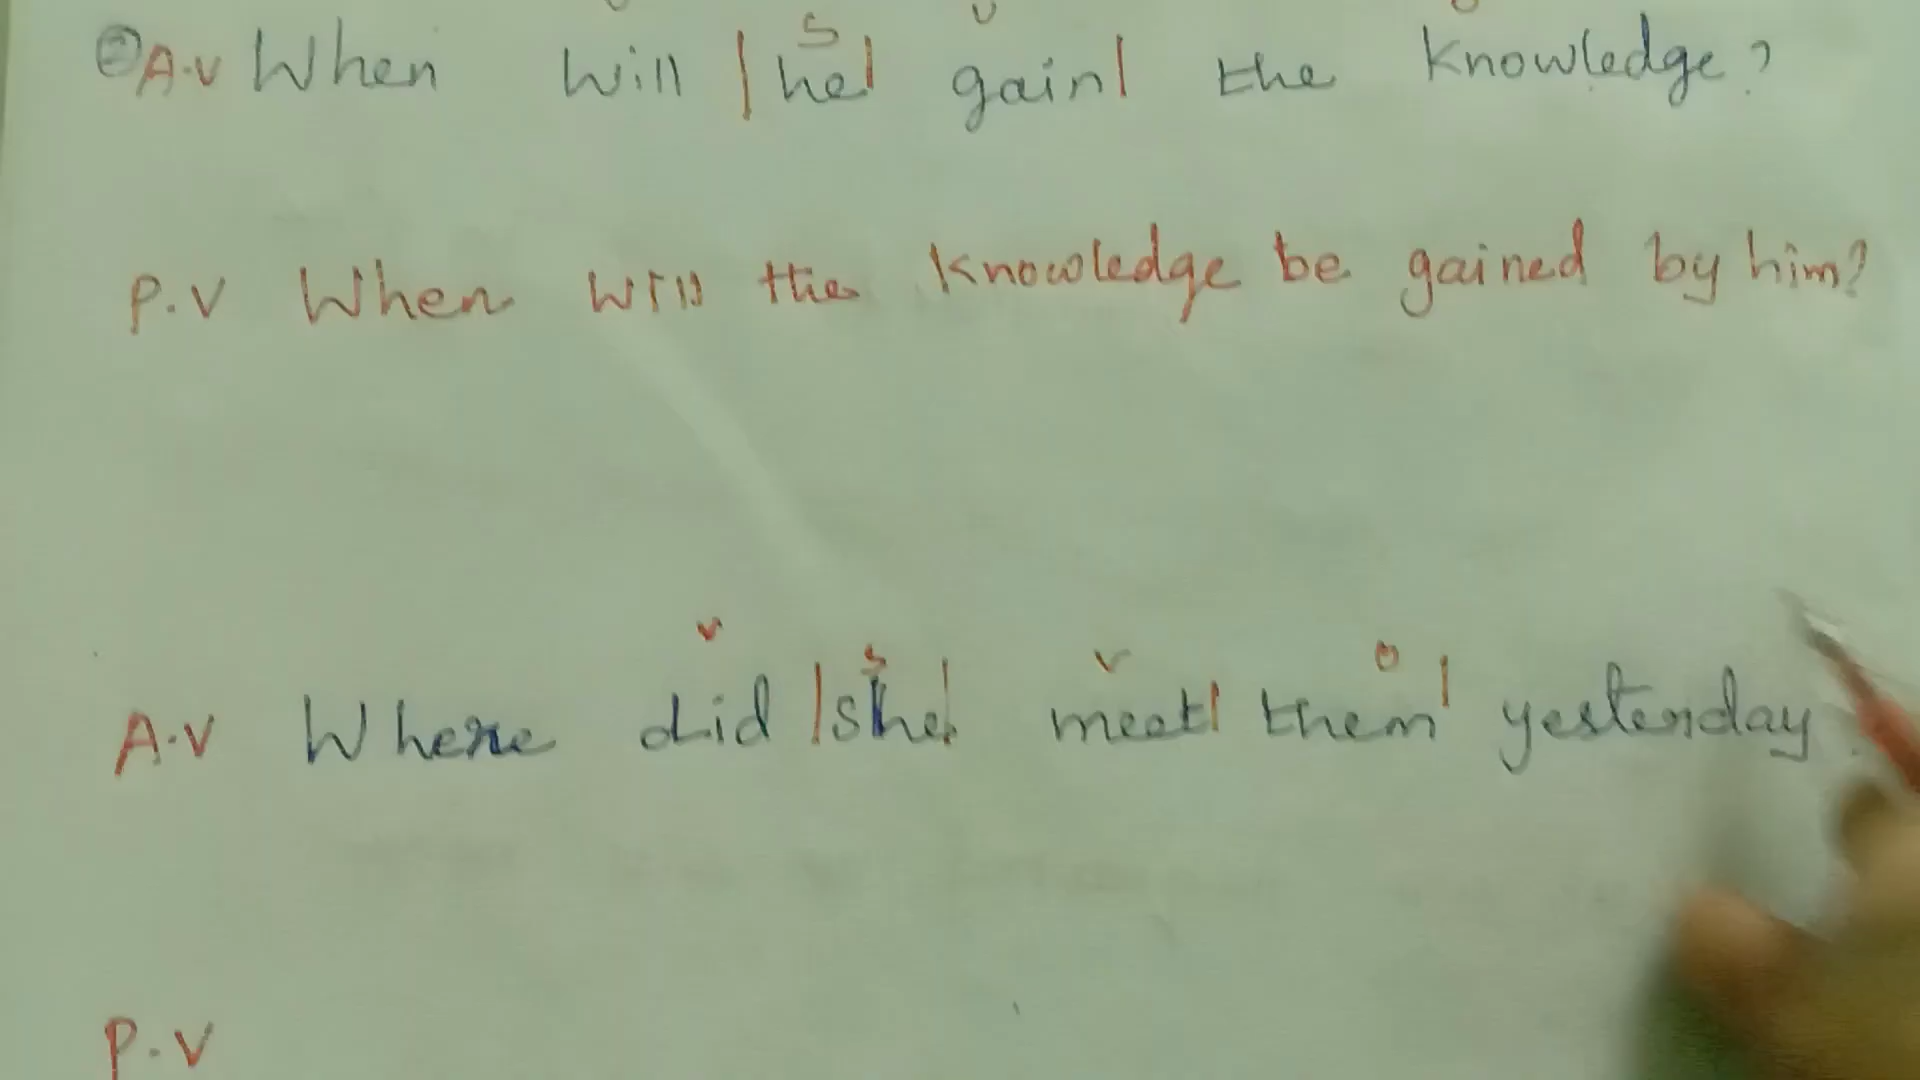 S V O
② A.V When will | he | gain | the knowledge?
P.V When will the knowledge be gained by him?
v s v o
A.V Where did | she | meet | them | yesterday
P.V